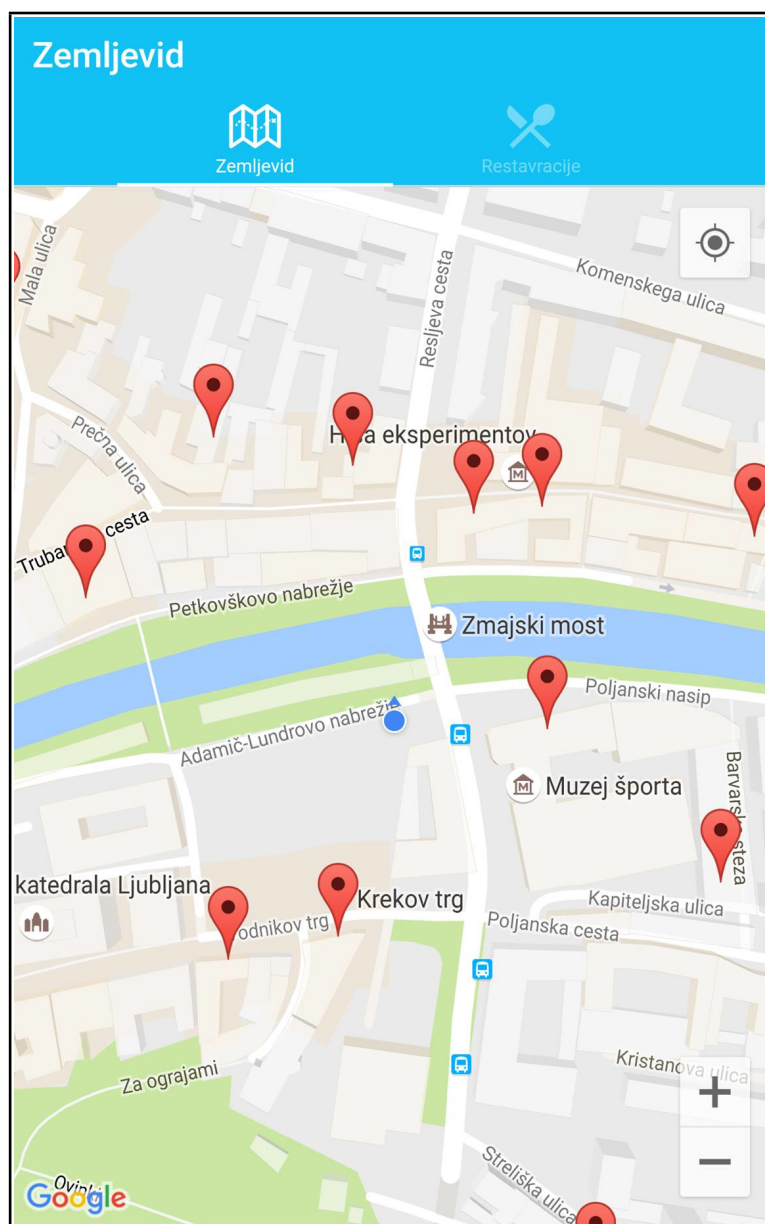 Zemljevid
Zemljevid
Restavracije
Mala ulica
Resljeva cesta
Komenskega ulica
Prečna ulica
eksperimentov
cesta
Petkovškovo nabrežje
Zmajski most
Poljanski nasip
Adamič-Lundrovo nabrežje
Muzej športa
katedrala Ljubljana
Krekov trg
trg
Kapiteljska ulica
Poljanska cesta
Za ograjami
Kristanova ulica
Streliška ulica
Google